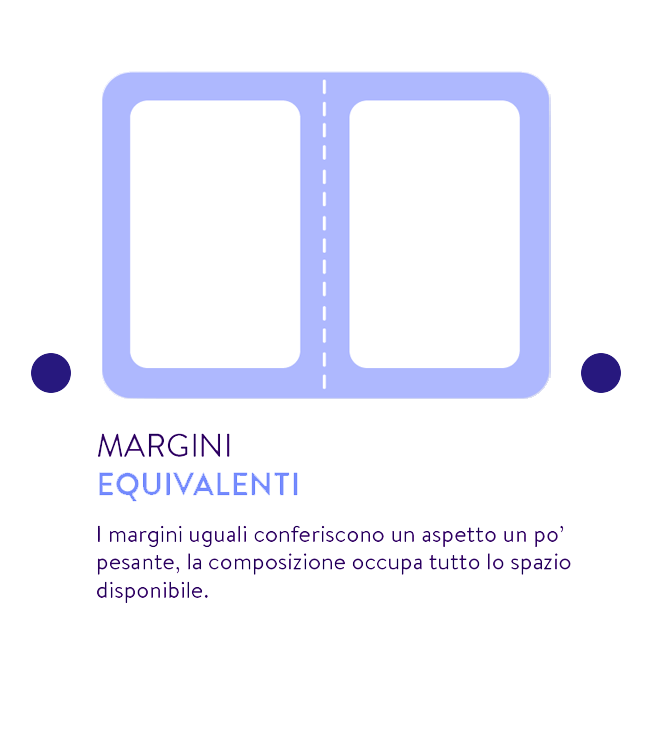 MARGINI
EQUIVALENTI
I margini uguali conferiscono un aspetto un po’
pesante, la composizione occupa tutto lo spazio
disponibile.